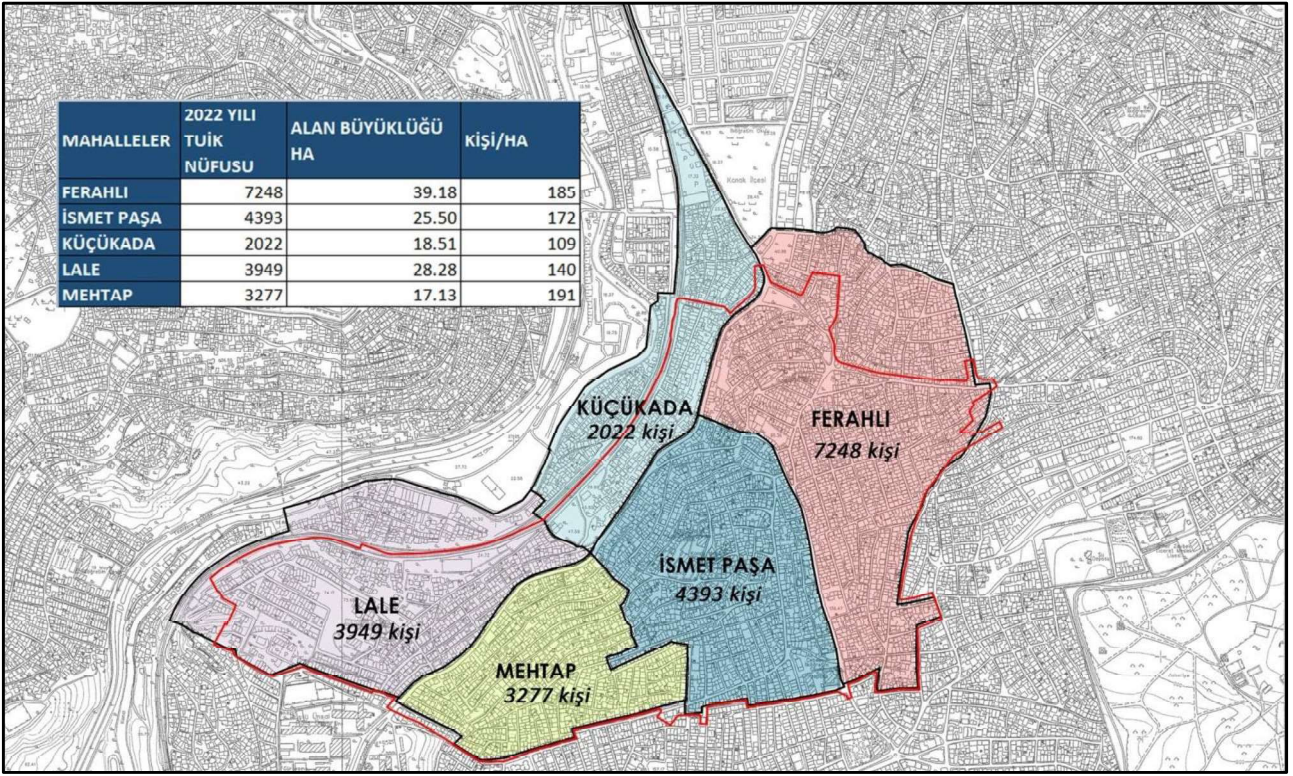 MAHALLELER 2022 YILI TUİK NÜFUSU ALAN BÜYÜKLÜĞÜ HA KİŞİ/HA
FERAHLI 7248 39.18 185
İSMET PAŞA 4393 25.50 172
KÜÇÜKADA 2022 18.51 109
LALE 3949 28.28 140
MEHTAP 3277 17.13 191
Konak İlçesi
KÜÇÜKADA
2022 kişi
FERAHLI
7248 kişi
İSMET PAŞA
4393 kişi
LALE
3949 kişi
MEHTAP
3277 kişi